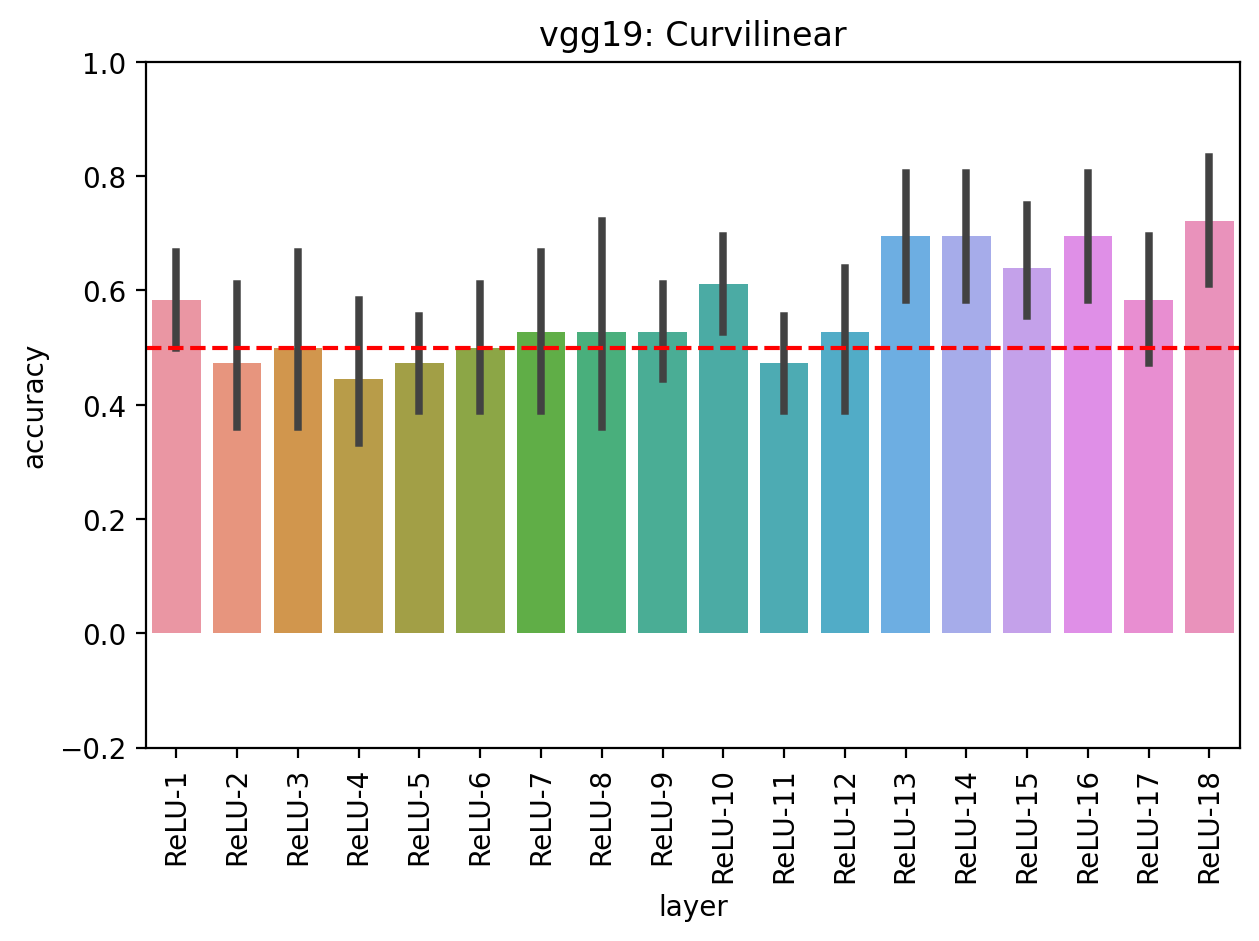 vgg19: Curvilinear
accuracy
1.0
0.8
0.6
0.4
0.2
0.0
−0.2
ReLU-1
ReLU-2
ReLU-3
ReLU-4
ReLU-5
ReLU-6
ReLU-7
ReLU-8
ReLU-9
ReLU-10
ReLU-11
ReLU-12
ReLU-13
ReLU-14
ReLU-15
ReLU-16
ReLU-17
ReLU-18
layer